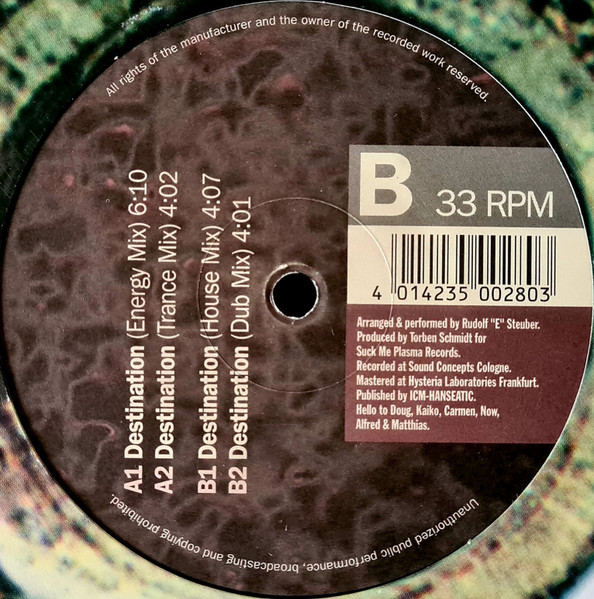 All rights of the manufacturer and the owner of the recorded work reserved.
B
33 RPM
4 014235 002803
Arranged & performed by Rudolf "E" Steuber.
Produced by Torben Schmidt for
Suck Me Plasma Records.
Recorded at Sound Concepts Cologne.
Mastered at Hysteria Laboratories Frankfurt.
Published by ICM-HANSEATIC.
Hello to Doug, Kaiko, Carmen, Now,
Alfred & Matthias.
A1 Destination (Energy Mix) 6:10
A2 Destination (Trance Mix) 4:02
B1 Destination (House Mix) 4:07
B2 Destination (Dub Mix) 4:01
Unauthorized public performance, broadcasting and copying prohibited.